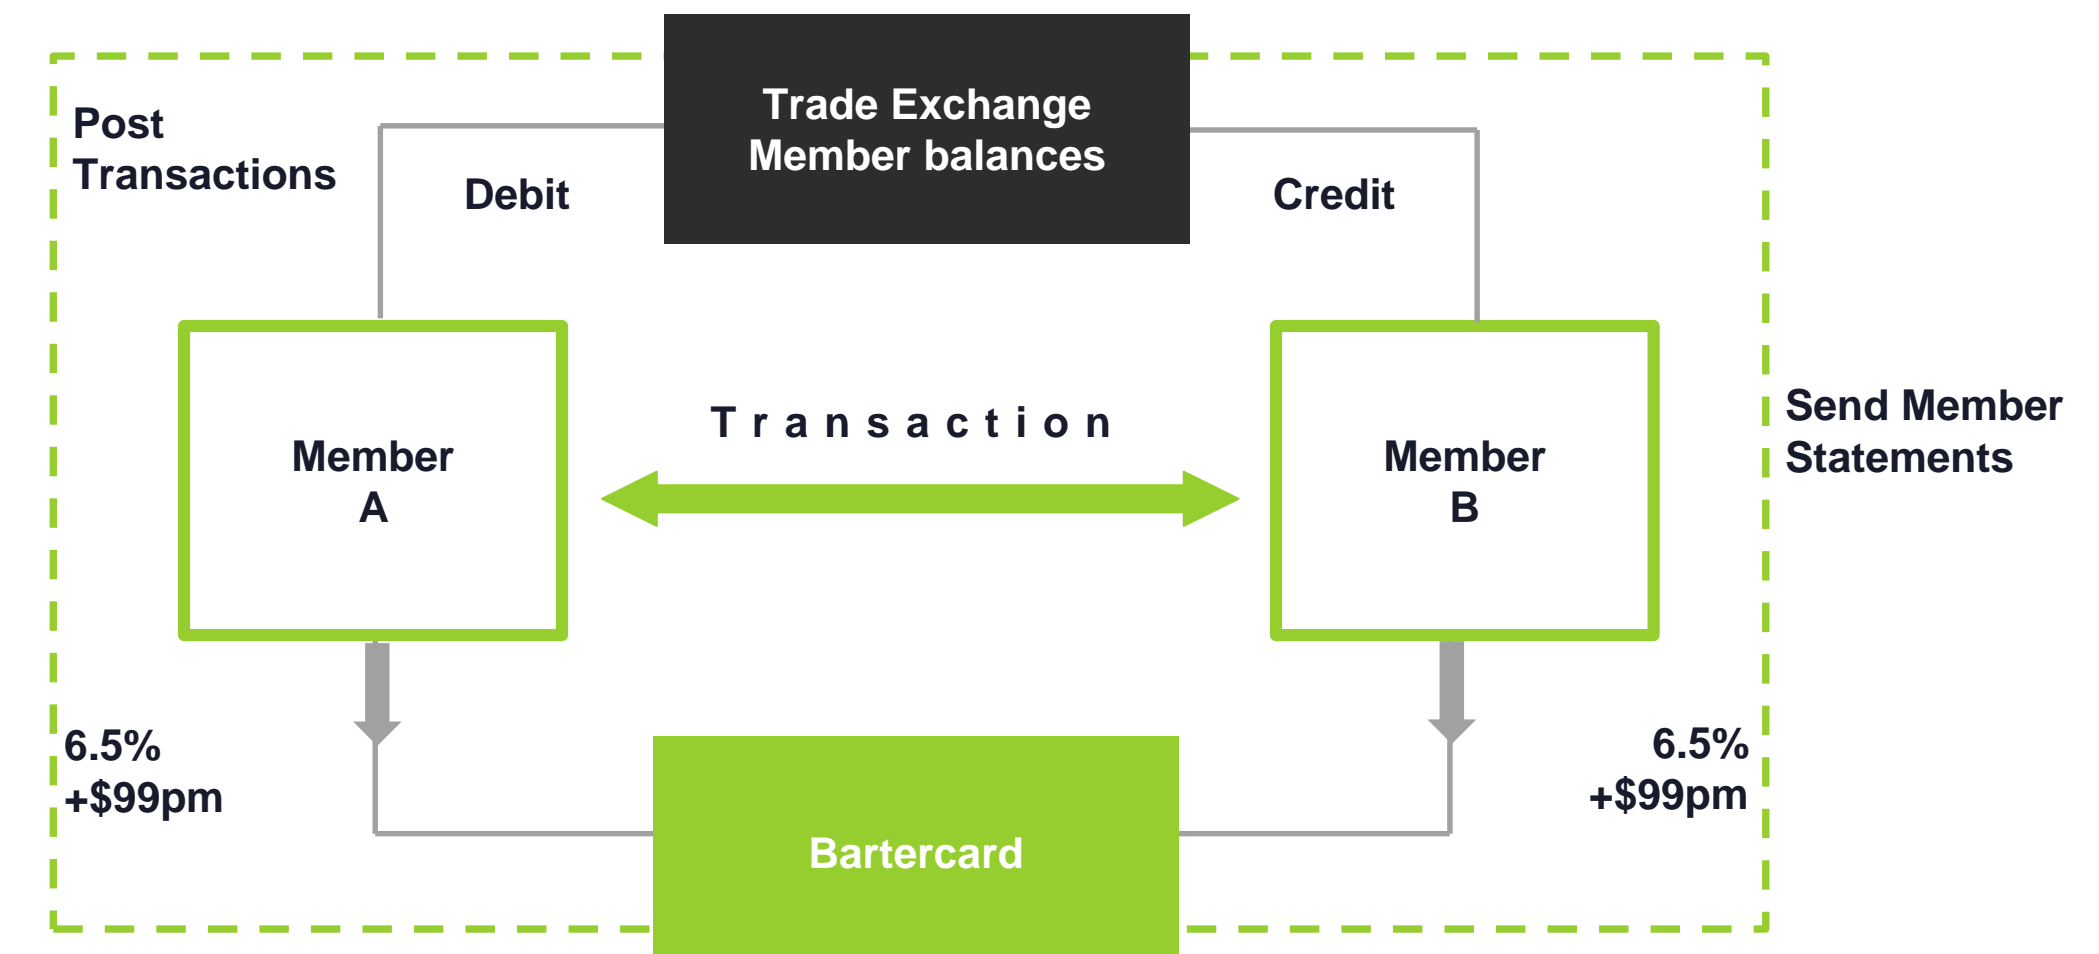 Trade Exchange
Member balances
Post
Transactions
Debit
Credit
Transaction
Member
A
Member
B
Send Member
Statements
6.5%
+$99pm
6.5%
+$99pm
Bartercard